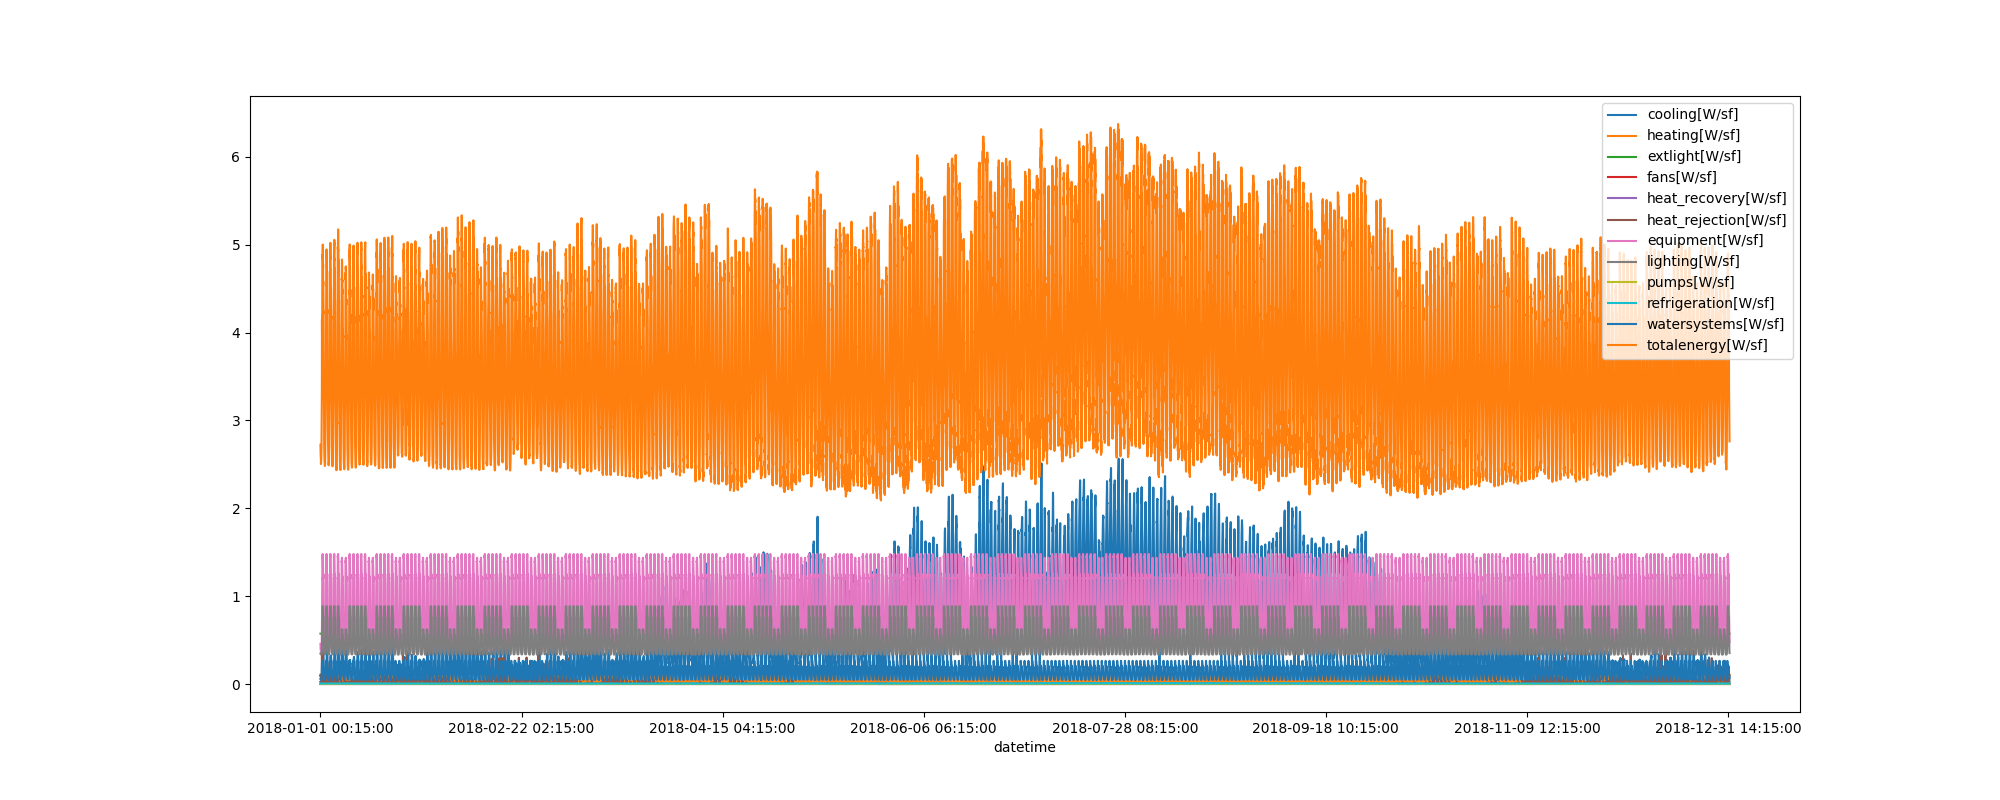 cooling[W/sf]
heating[W/sf]
extlight[W/sf]
fans[W/sf]
heat_recovery[W/sf]
heat_rejection[W/sf]
equipment[W/sf]
lighting[W/sf]
pumps[W/sf]
refrigeration[W/sf]
watersystems[W/sf]
totalenergy[W/sf]
6
5
4
3
2
1
0
2018-01-01 00:15:00 2018-02-22 02:15:00 2018-04-15 04:15:00 2018-06-06 06:15:00 2018-07-28 08:15:00 2018-09-18 10:15:00 2018-11-09 12:15:00 2018-12-31 14:15:00
datetime